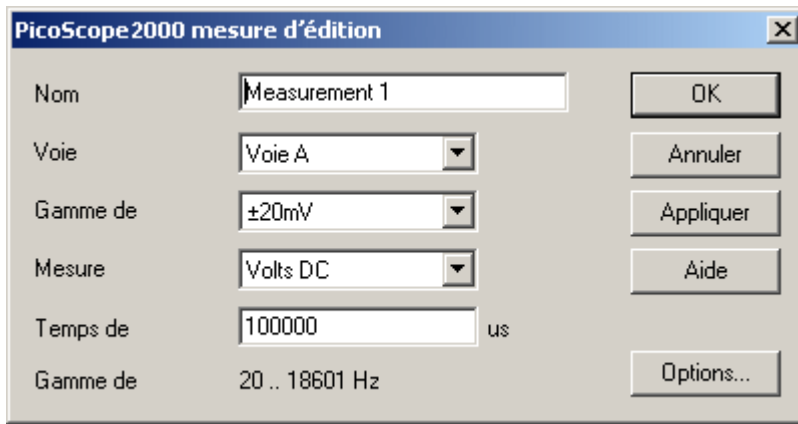 PicoScope2000 mesure d'édition
Nom Measurement 1 OK
Voie Voie A Annuler
Gamme de ±20mV Appliquer
Mesure Volts DC Aide
Temps de 100000 us
Gamme de 20 .. 18601 Hz Options...